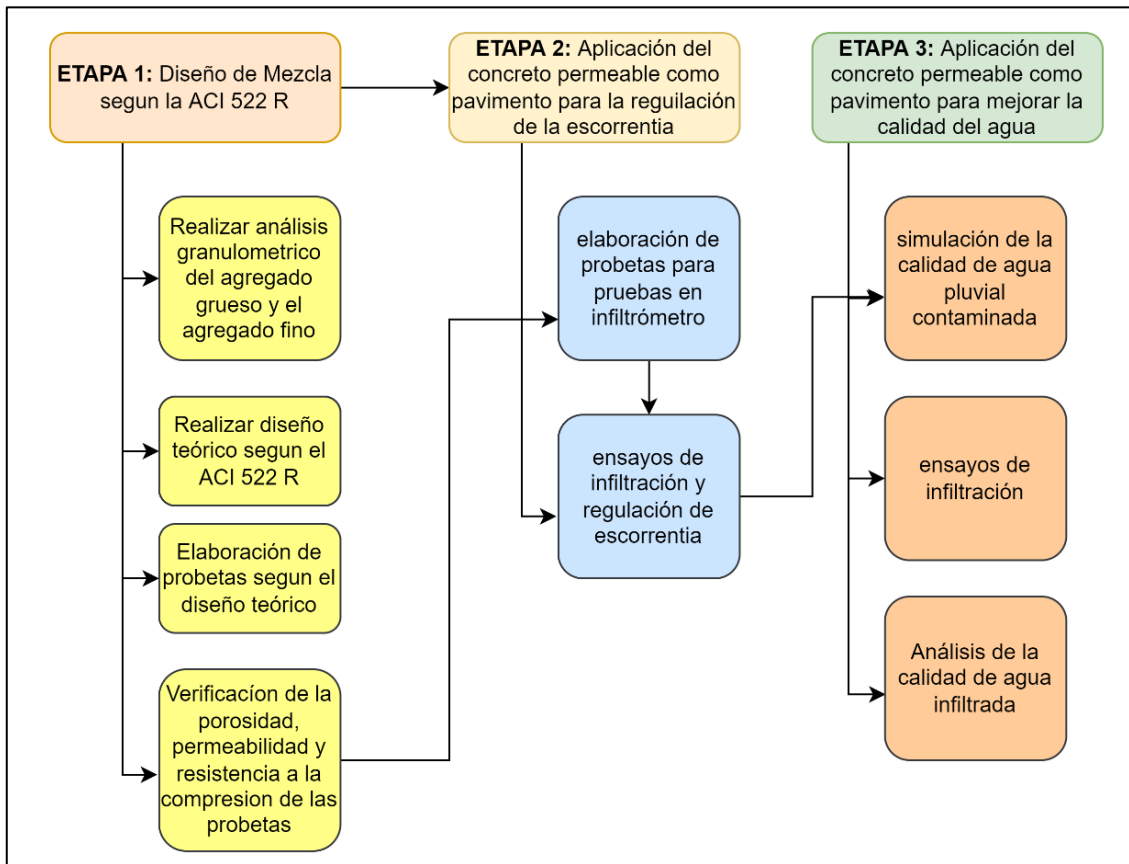 ETAPA 1: Diseño de Mezcla
segun la ACI 522 R
Realizar análisis
granulometrico
del agregado
grueso y el
agregado fino
Realizar diseño
teórico segun el
ACI 522 R
Elaboración de
probetas segun el
diseño teórico
Verificacíon de la
porosidad,
permeabilidad y
resistencia a la
compresion de las
probetas
ETAPA 2: Aplicación del
concreto permeable como
pavimento para la reguilación
de la escorrentia
elaboración de
probetas para
pruebas en
infiltrómetro
ensayos de
infiltración y
regulación de
escorrentia
ETAPA 3: Aplicación del
concreto permeable como
pavimento para mejorar la
calidad del agua
simulación de la
calidad de agua
pluvial
contaminada
ensayos de
infiltración
Análisis de la
calidad de agua
infiltrada